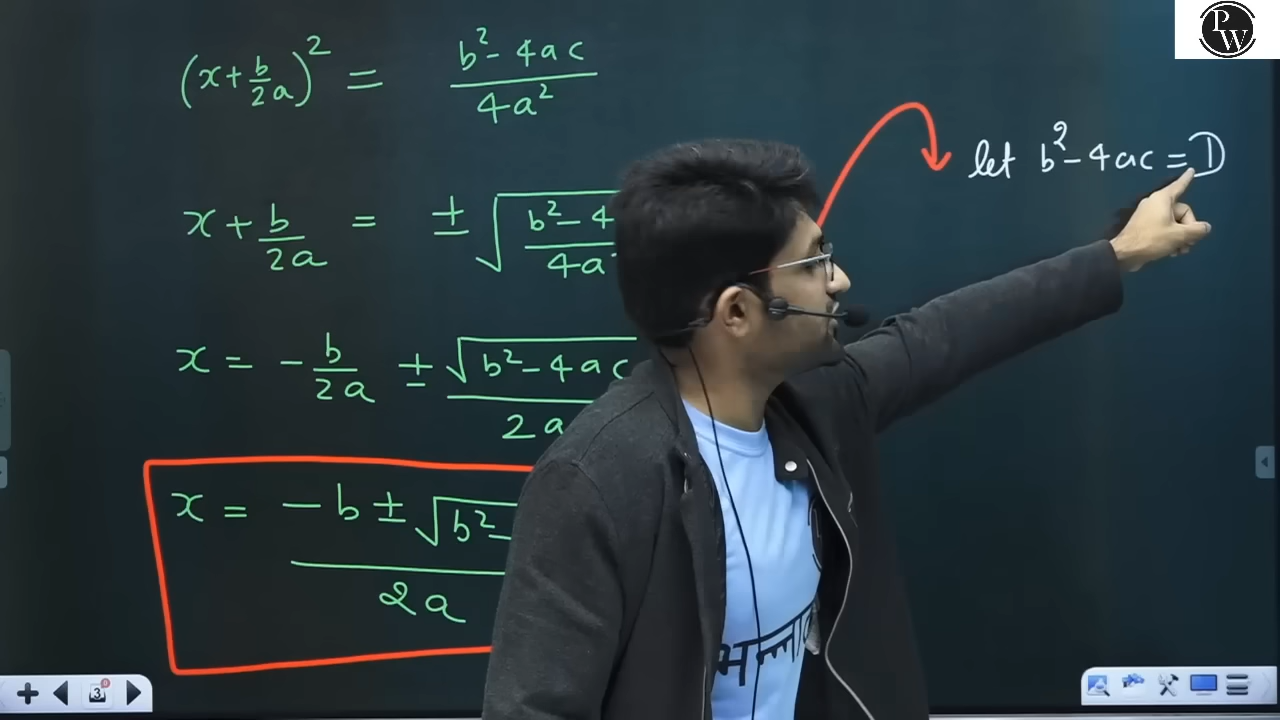 PW
(x + b/2a)² = b² - 4ac / 4a²
let b² - 4ac = D
x + b/2a = ± √(b² - 4 / 4a
x = - b/2a ± √b² - 4ac / 2a
x = - b ± √b² - / 2a
3